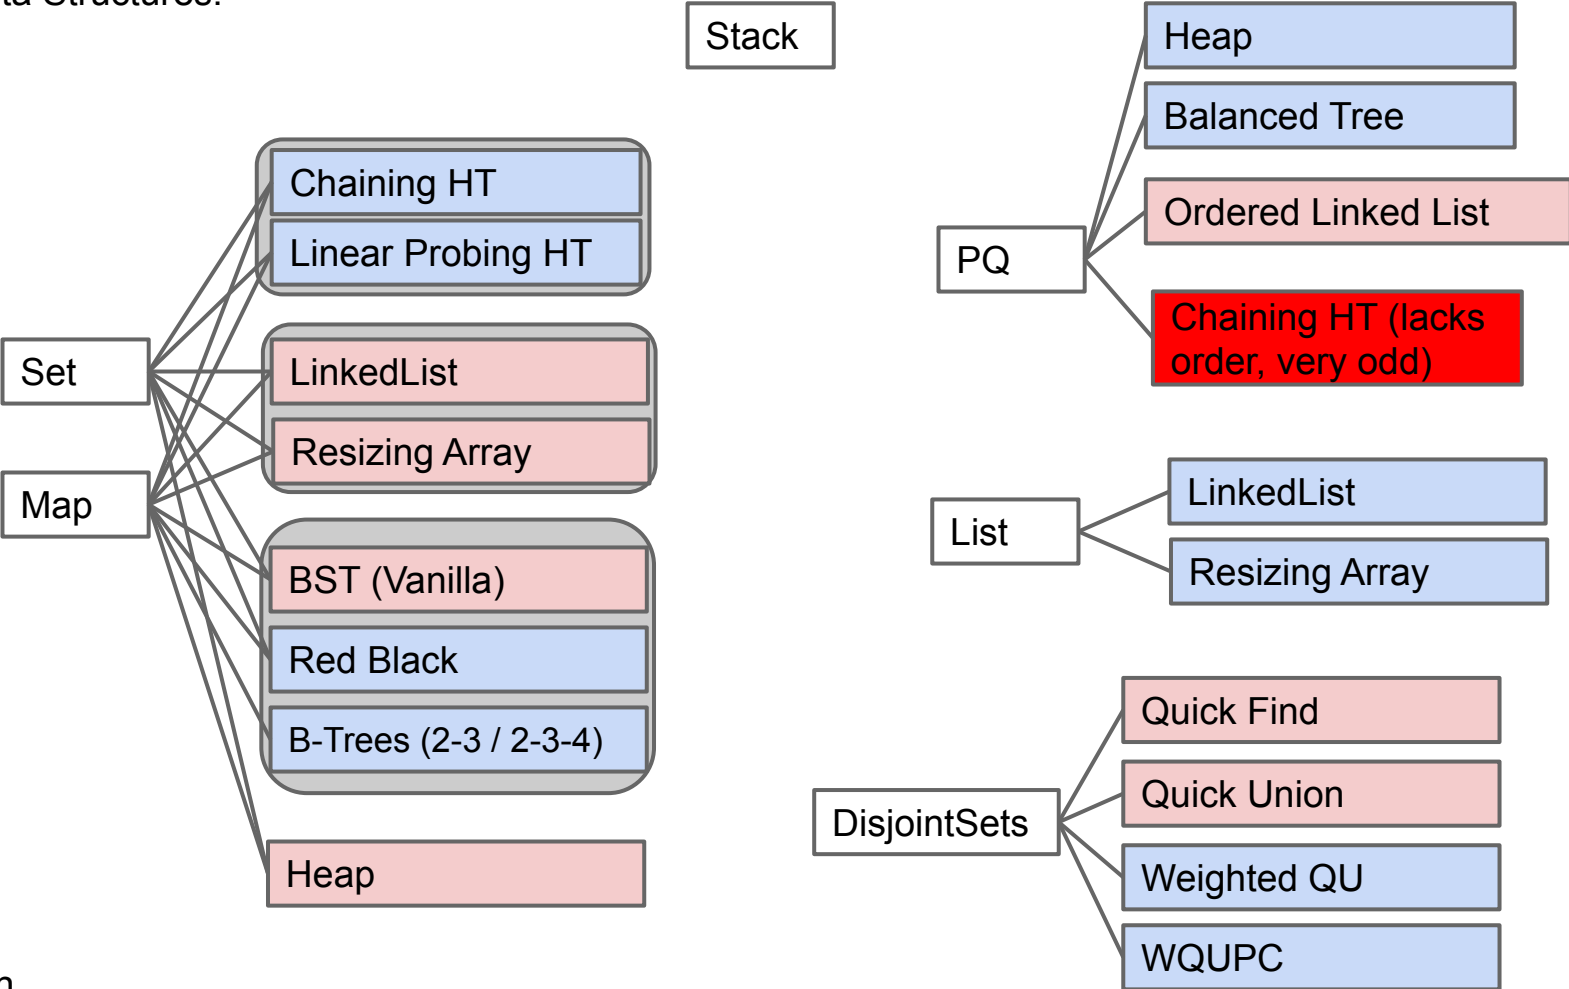 ta Structures:
Stack
Chaining HT
Linear Probing HT
Set
LinkedList
Resizing Array
Map
BST (Vanilla)
Red Black
B-Trees (2-3 / 2-3-4)
Heap
PQ
Heap
Balanced Tree
Ordered Linked List
Chaining HT (lacks
order, very odd)
List
LinkedList
Resizing Array
DisjointSets
Quick Find
Quick Union
Weighted QU
WQUPC